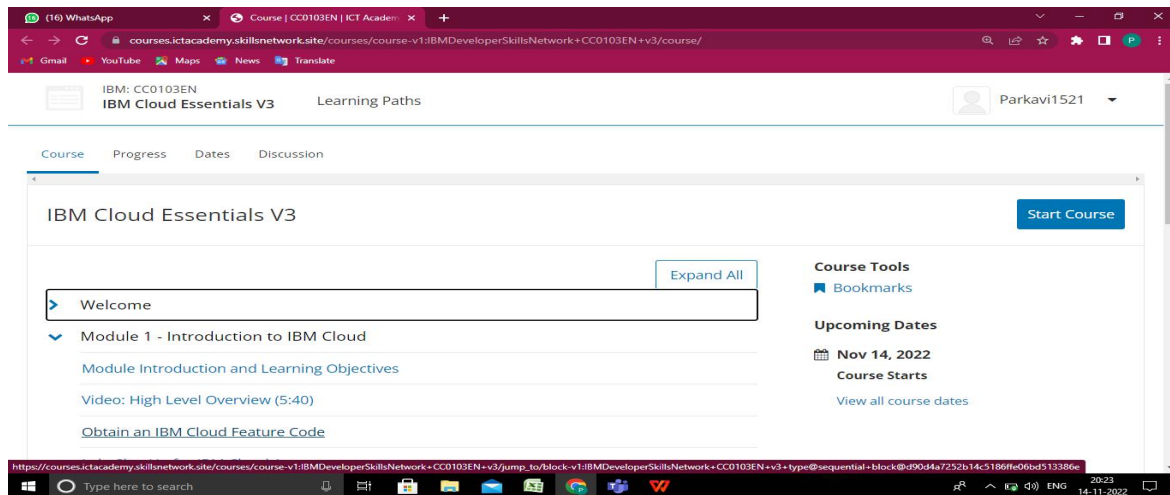 (16) WhatsApp
Course | CC0103EN | ICT Academ
courses.ictacademy.skillsnetwork.site/courses/course-v1:IBMDeveloperSkillsNetwork+CC0103EN+v3/course/
Gmail YouTube Maps News Translate
IBM: CC0103EN
IBM Cloud Essentials V3
Learning Paths
Parkavi1521
Course Progress Dates Discussion
IBM Cloud Essentials V3
Start Course
Expand All
Welcome
Module 1 - Introduction to IBM Cloud
Module Introduction and Learning Objectives
Video: High Level Overview (5:40)
Obtain an IBM Cloud Feature Code
Course Tools
Bookmarks
Upcoming Dates
Nov 14, 2022
Course Starts
View all course dates
https://courses.ictacademy.skillsnetwork.site/courses/course-v1:IBMDeveloperSkillsNetwork+CC0103EN+v3/jump_to/block-v1:IBMDeveloperSkillsNetwork+CC0103EN+v3+type@sequential+block@d90d4a7252b14c5186ffe06bd513386e
Type here to search
ENG
20:23
14-11-2022